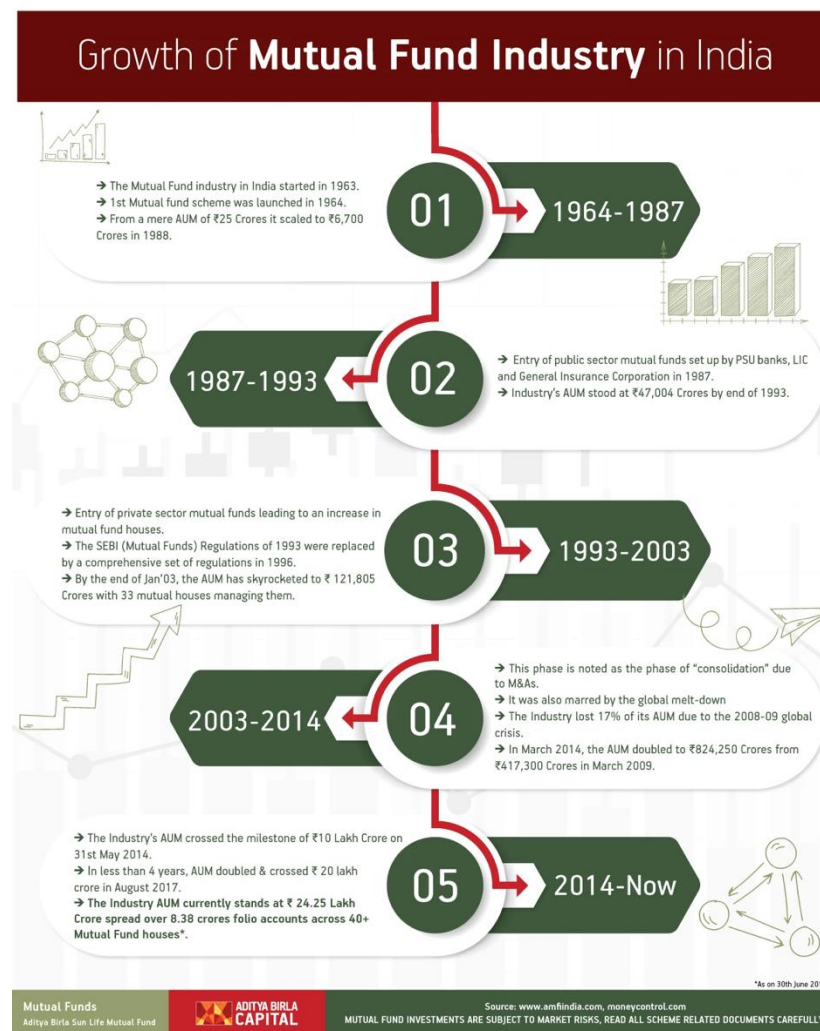 Growth of Mutual Fund Industry in India
→ The Mutual Fund industry in India started in 1963.
→ 1st Mutual fund scheme was launched in 1964.
→ From a mere AUM of ₹25 Crores it scaled to ₹6,700
Crores in 1988.
01
1964-1987
1987-1993
02
→ Entry of public sector mutual funds set up by PSU banks, LIC
and General Insurance Corporation in 1987.
→ Industry's AUM stood at ₹47,004 Crores by end of 1993.
→ Entry of private sector mutual funds leading to an increase in
mutual fund houses.
→ The SEBI (Mutual Funds) Regulations of 1993 were replaced
by a comprehensive set of regulations in 1996.
→ By the end of Jan'03, the AUM has skyrocketed to ₹ 121,805
Crores with 33 mutual houses managing them.
03
1993-2003
2003-2014
04
→ This phase is noted as the phase of "consolidation" due
to M&As.
→ It was also marred by the global melt-down
→ The Industry lost 17% of its AUM due to the 2008-09 global
crisis.
→ In March 2014, the AUM doubled to ₹824,250 Crores from
₹417,300 Crores in March 2009.
→ The Industry's AUM crossed the milestone of ₹10 Lakh Crore on
31st May 2014.
→ In less than 4 years, AUM doubled & crossed ₹ 20 lakh
crore in August 2017.
→ The Industry AUM currently stands at ₹ 24.25 Lakh
Crore spread over 8.38 crores folio accounts across 40+
Mutual Fund houses*.
05
2014-Now
*As on 30th June
Mutual Funds
Aditya Birla Sun Life Mutual Fund
ADITYA BIRLA
CAPITAL
Source: www.amfiindia.com, moneycontrol.com
MUTUAL FUND INVESTMENTS ARE SUBJECT TO MARKET RISKS, READ ALL SCHEME RELATED DOCUMENTS CAREFULLY